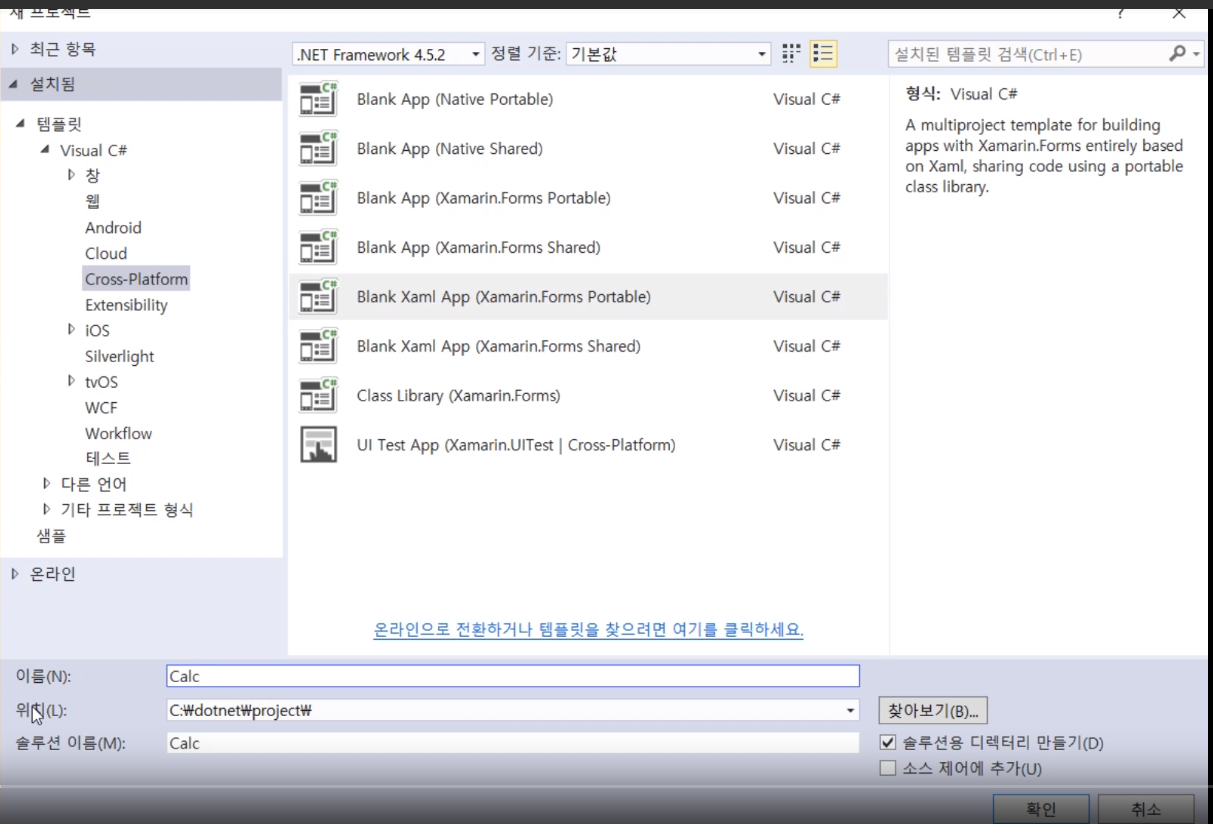 새 프로젝트
? ×
최근 항목
.NET Framework 4.5.2 정렬 기준: 기본값
설치된 템플릿 검색(Ctrl+E)
설치됨
템플릿
Visual C#
창
웹
Android
Cloud
Cross-Platform
Extensibility
iOS
Silverlight
tvOS
WCF
Workflow
테스트
다른 언어
기타 프로젝트 형식
샘플
온라인
Blank App (Native Portable) Visual C#
Blank App (Native Shared) Visual C#
Blank App (Xamarin.Forms Portable) Visual C#
Blank App (Xamarin.Forms Shared) Visual C#
Blank Xaml App (Xamarin.Forms Portable) Visual C#
Blank Xaml App (Xamarin.Forms Shared) Visual C#
Class Library (Xamarin.Forms) Visual C#
UI Test App (Xamarin.UITest | Cross-Platform) Visual C#
온라인으로 전환하거나 템플릿을 찾으려면 여기를 클릭하세요.
형식: Visual C#
A multiproject template for building
apps with Xamarin.Forms entirely based
on Xaml, sharing code using a portable
class library.
이름(N): Calc
위치(L): C:₩dotnet₩project₩ 찾아보기(B)...
솔루션 이름(M): Calc
솔루션용 디렉터리 만들기(D)
소스 제어에 추가(U)
확인 취소